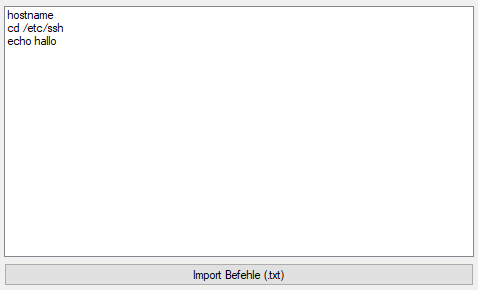 hostname
cd /etc/ssh
echo hallo
Import Befehle (.txt)